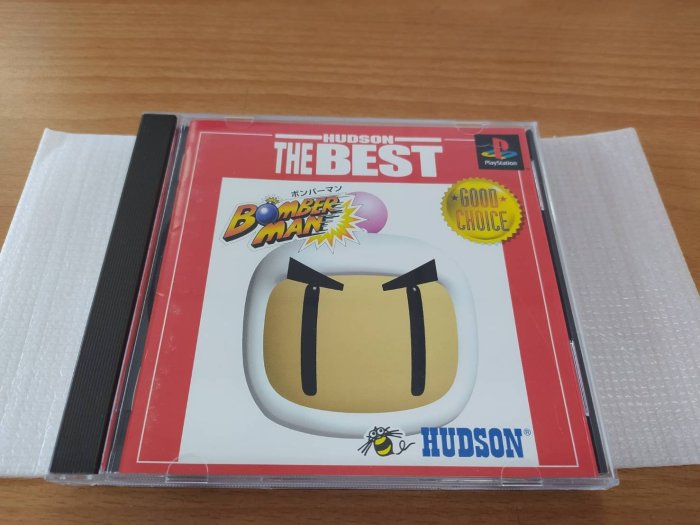 HUDSON
THE BEST
PlayStation
ボンバーマン
BOMBER
MAN
GOOD
CHOICE
HUDSON®